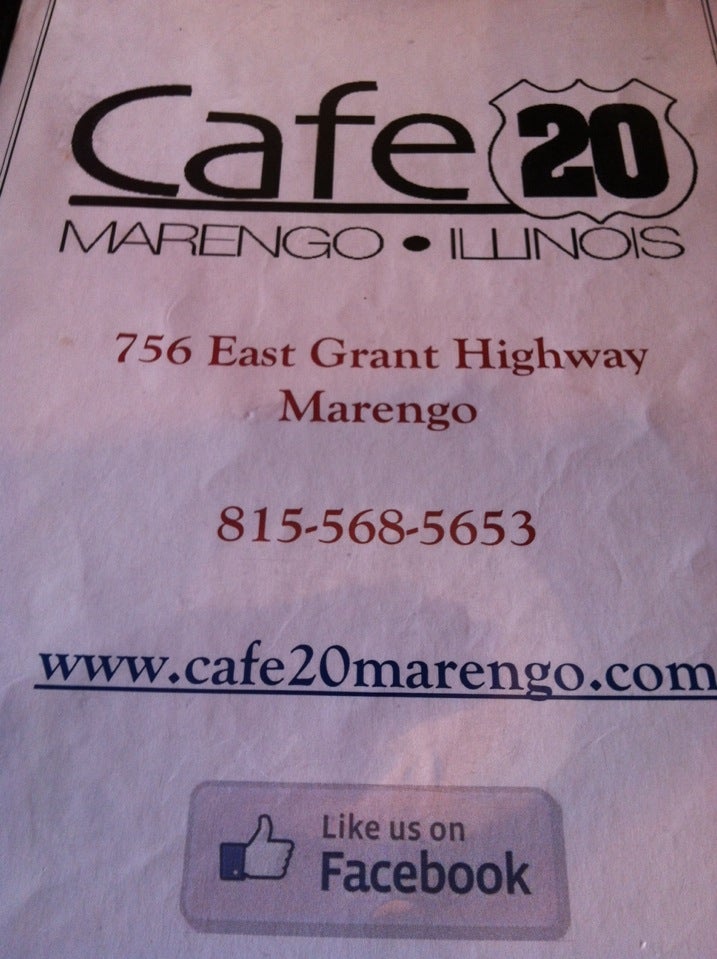 Cafe 20
MARENGO • ILLINOIS
756 East Grant Highway
Marengo
815-568-5653
www.cafe20marengo.com
Like us on
Facebook